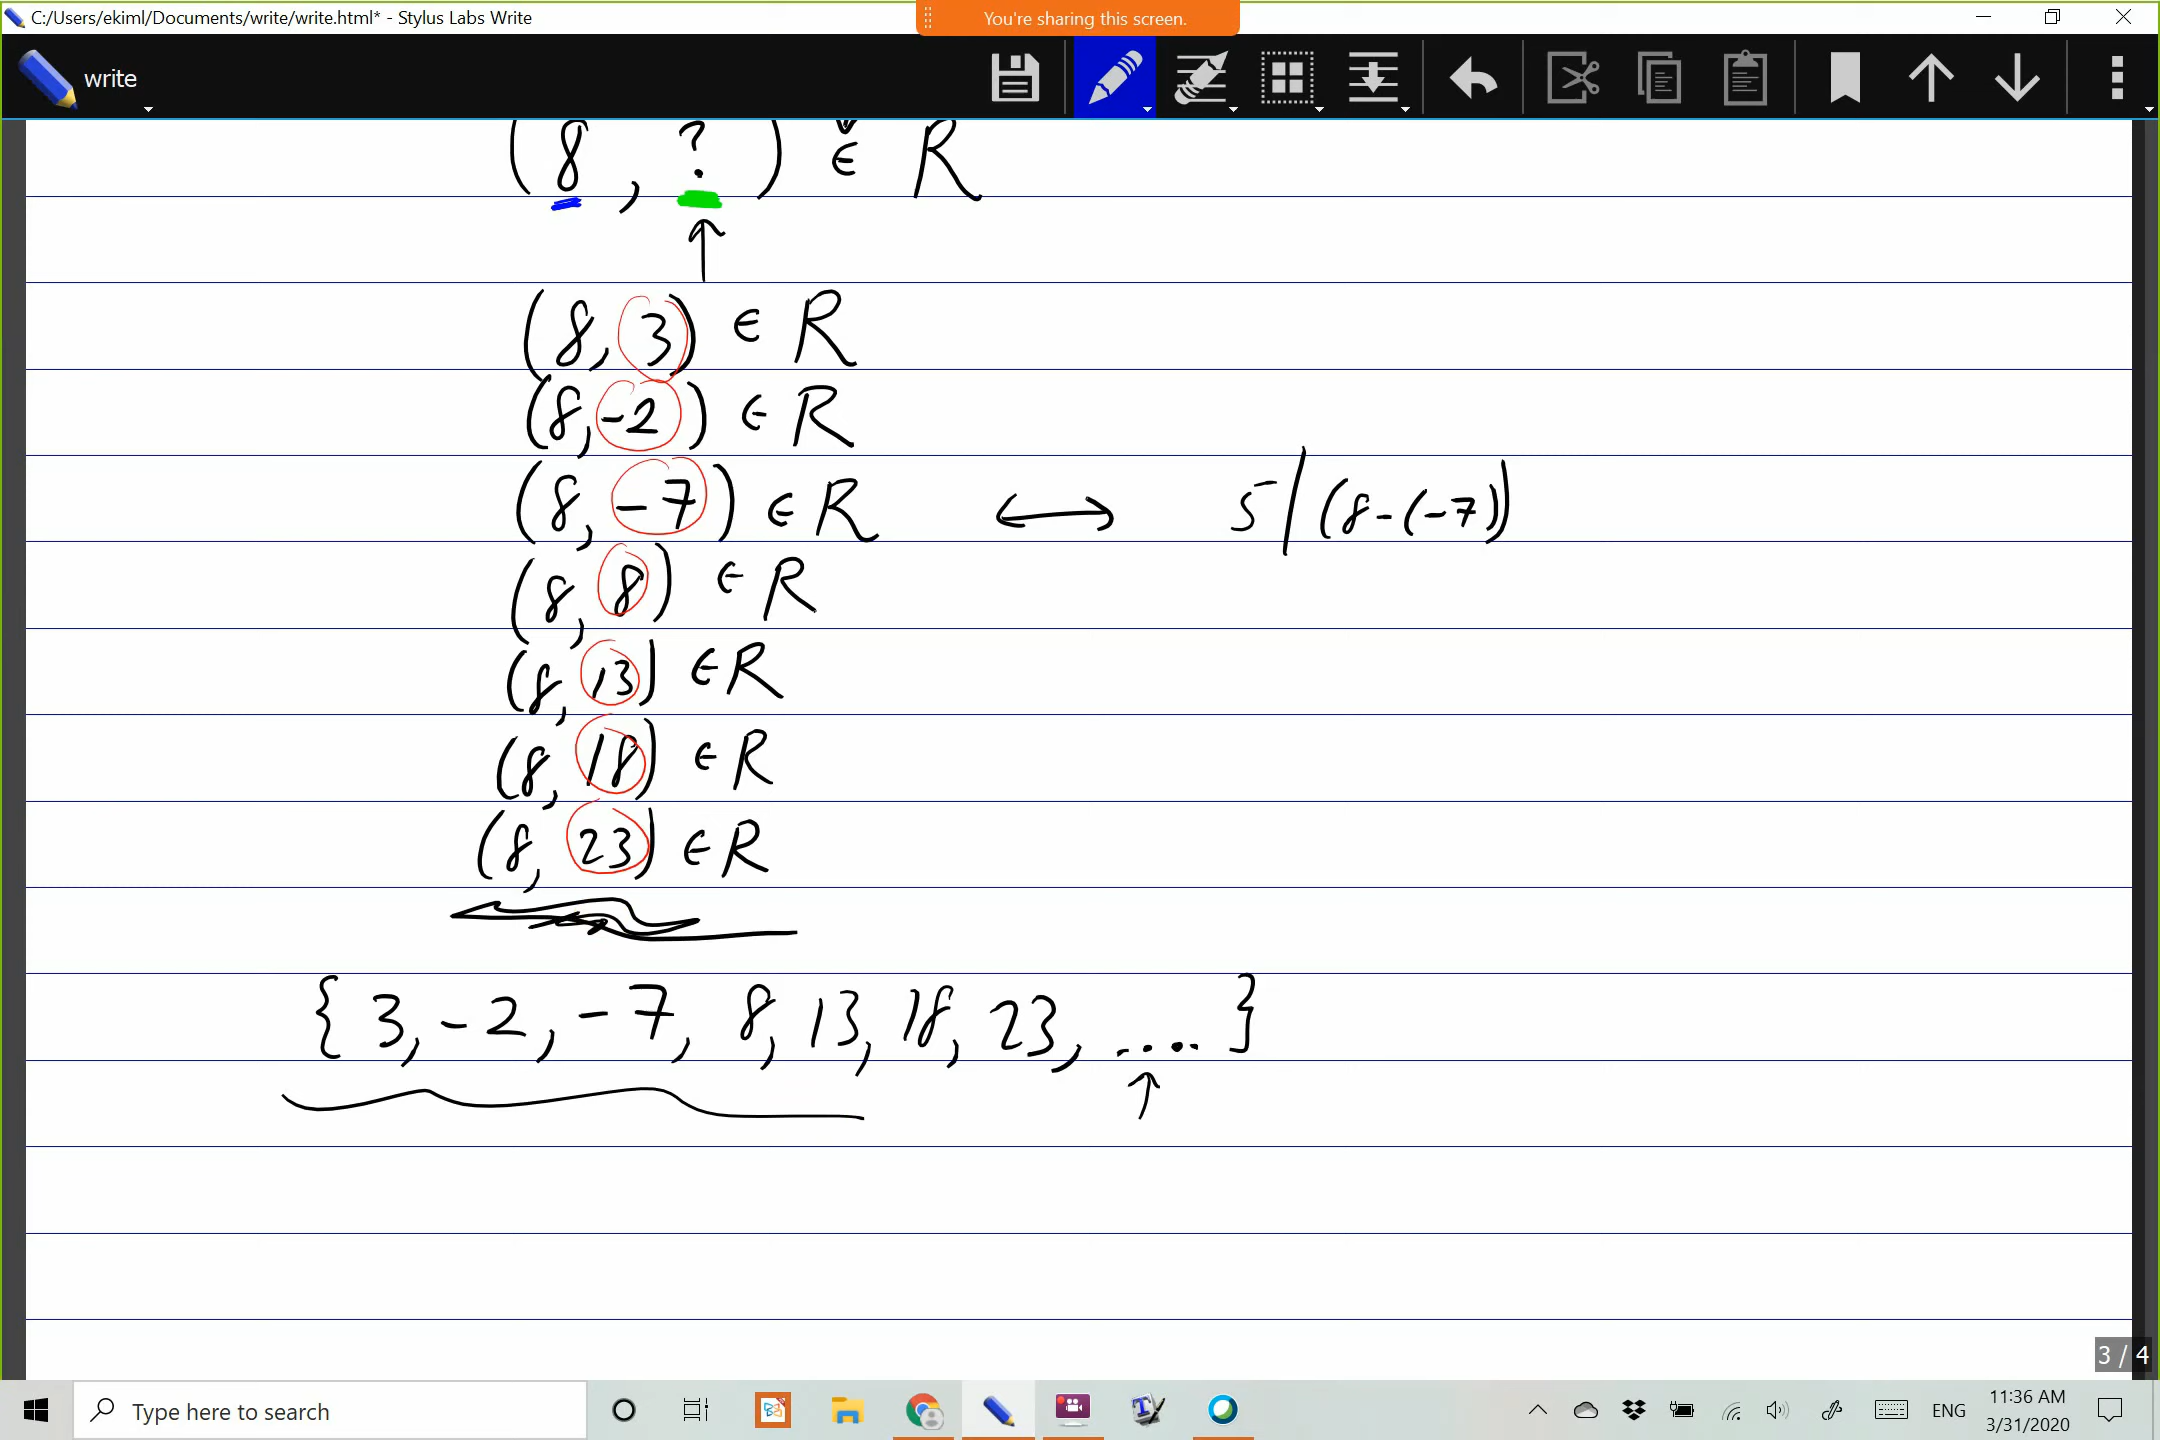 C:/Users/ekiml/Documents/write/write.html* - Stylus Labs Write
You're sharing this screen.
write
(8, ?) ∈ R
(8, 3) ∈ R
(8, -2) ∈ R
(8, -7) ∈ R ⟷ 5 | (8-(-7))
(8, 8) ∈ R
(8, 13) ∈ R
(8, 18) ∈ R
(8, 23) ∈ R
{ 3, -2, -7, 8, 13, 18, 23, .... }
3 / 4
Type here to search
ENG
11:36 AM
3/31/2020